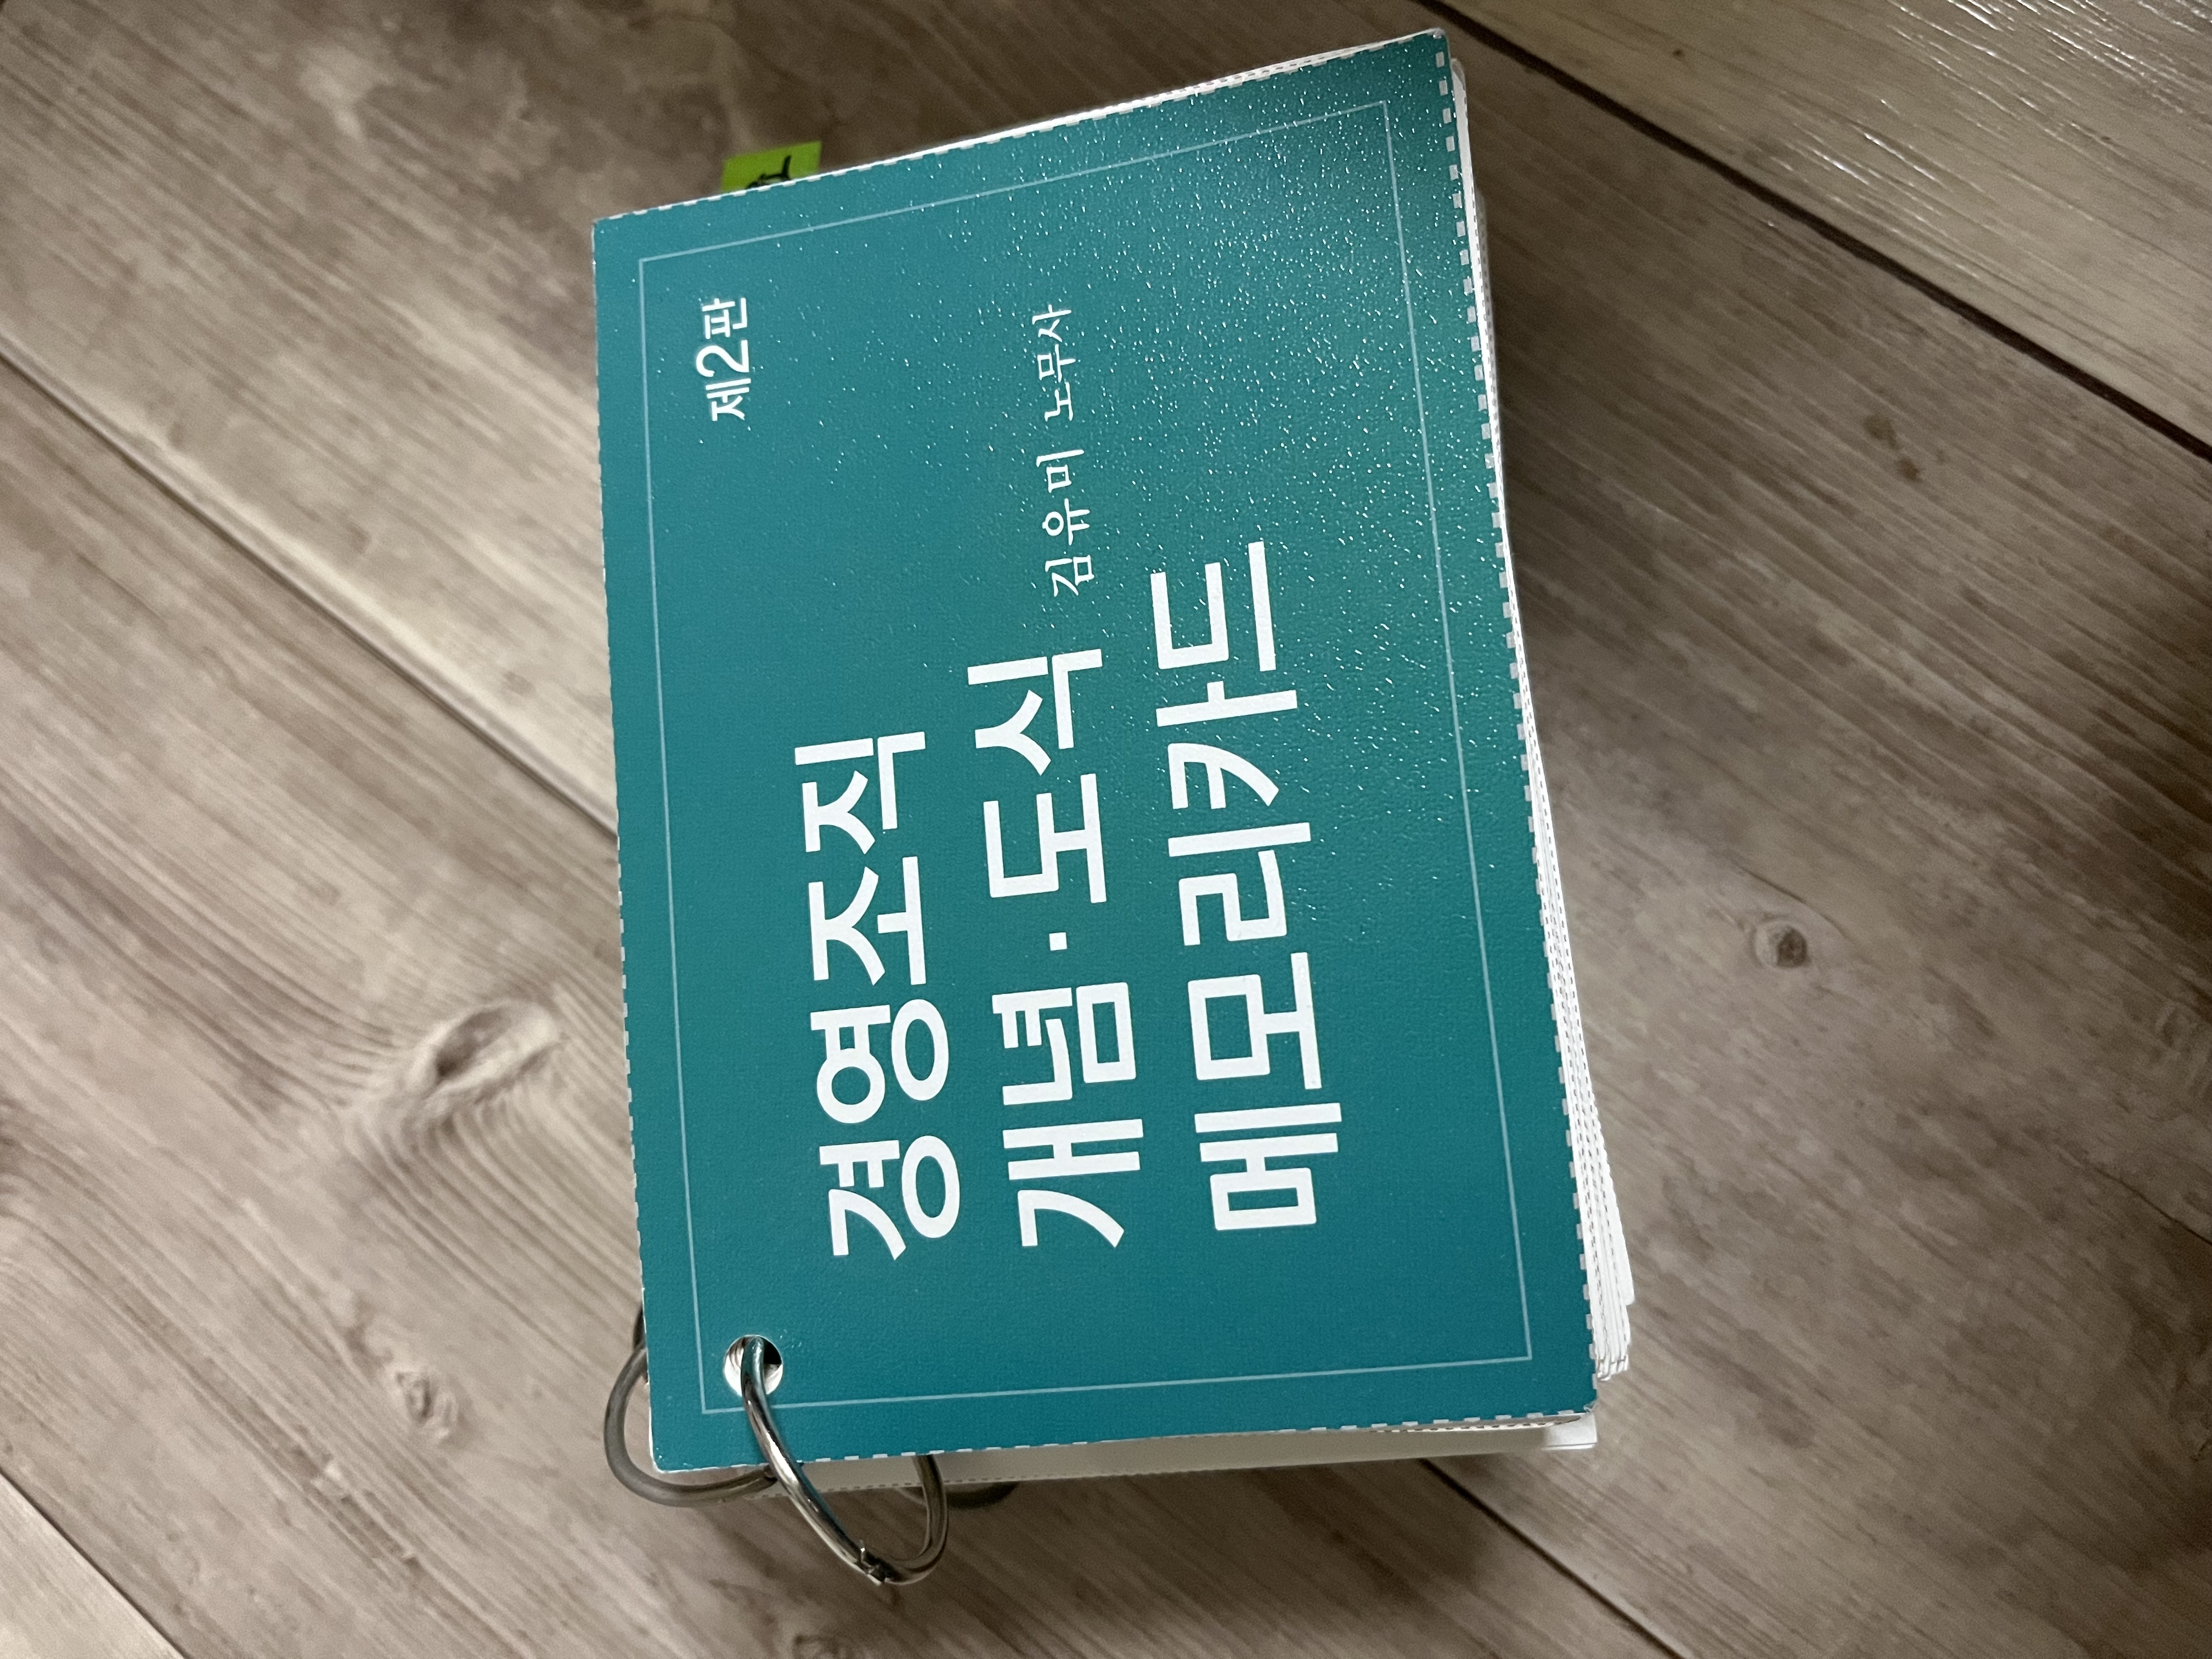 제2판
경영조직
개념·도식 김유미 노무사
메모리카드